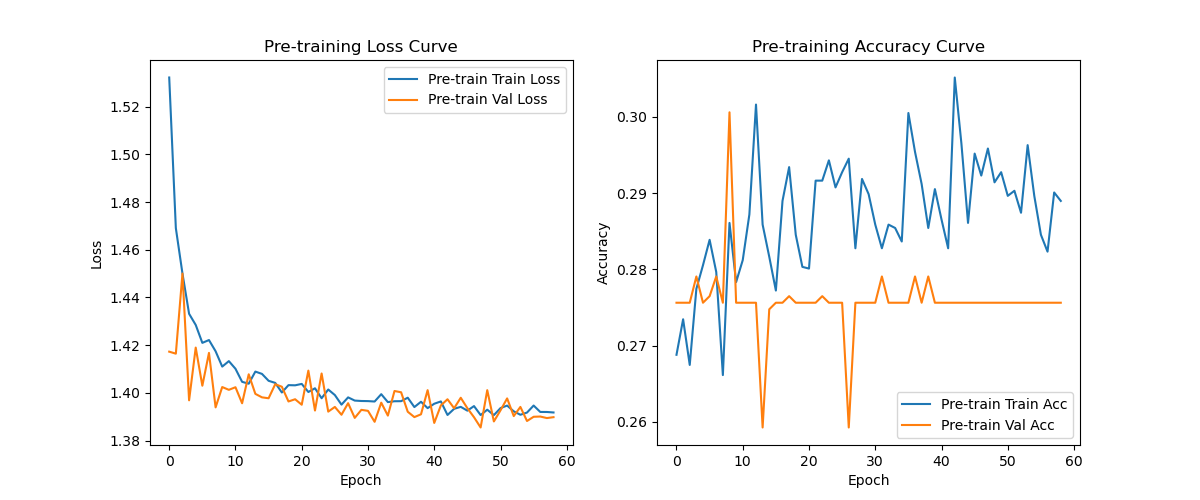 Pre-training Loss Curve
Pre-train Train Loss
Pre-train Val Loss
1.52
1.50
1.48
1.46
1.44
1.42
1.40
1.38
Loss
0
10
20
30
40
50
60
Epoch
Pre-training Accuracy Curve
0.30
0.29
0.28
0.27
0.26
Accuracy
Pre-train Train Acc
Pre-train Val Acc
0
10
20
30
40
50
60
Epoch